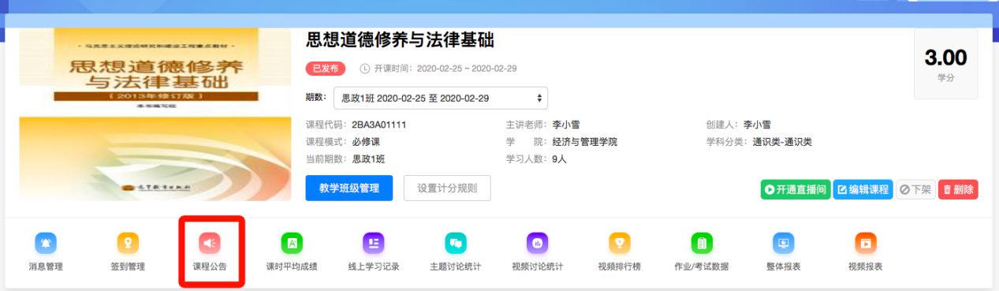 思想道德修养与法律基础
• 马克思主义理论研究和建设工程重点教材 •
思想道德修养
与法律基础
(2013年修订版)
本书编写组
高等教育出版社
已发布
开课时间：2020-02-25 ~ 2020-02-29
期数：
思政1班 2020-02-25 至 2020-02-29
3.00
学分
课程代码：2BA3A01111
主讲老师：李小雪
创建人：李小雪
课程模式：必修课
学 院：经济与管理学院
学科分类：通识类-通识类
当前期数：思政1班
学习人数：9人
教学班级管理
设置计分规则
开通直播间
编辑课程
下架
删除
消息管理
签到管理
课程公告
课时平均成绩
线上学习记录
主题讨论统计
视频讨论统计
视频排行榜
作业/考试数据
整体报表
视频报表